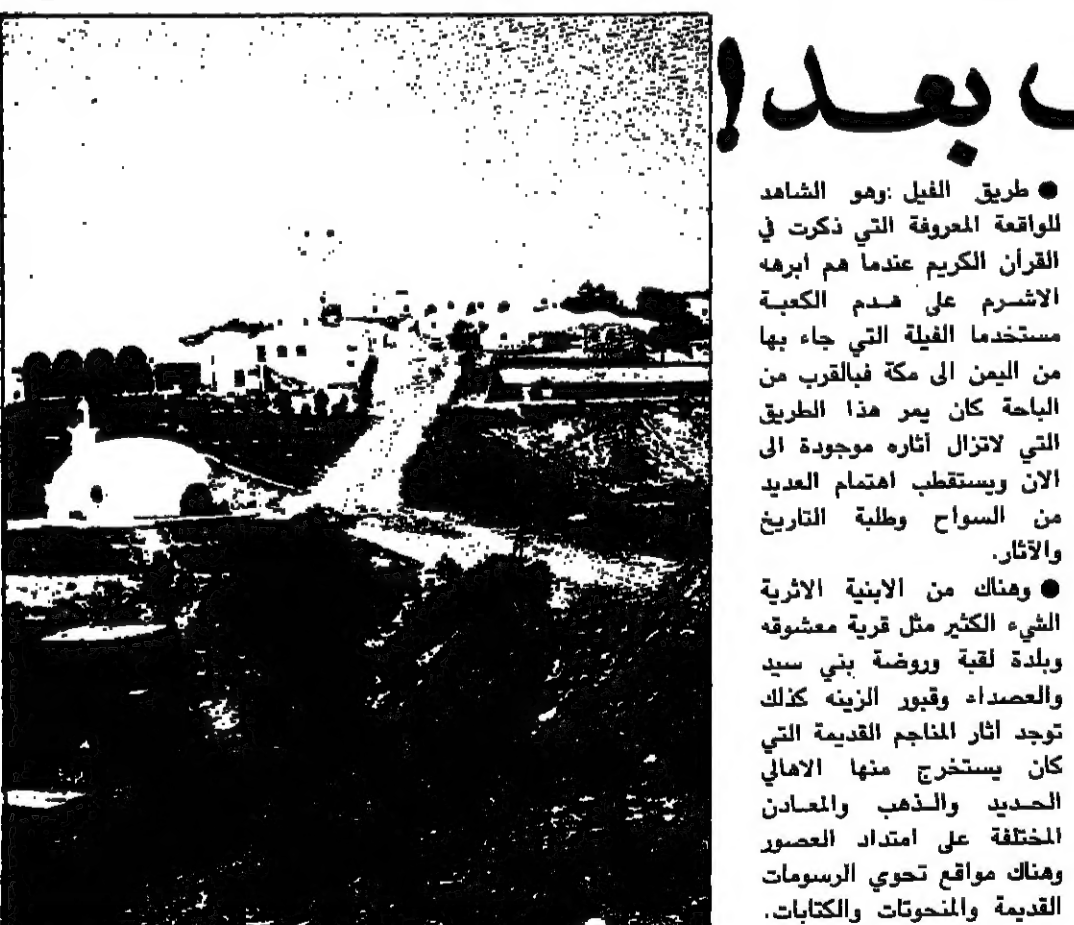 بعد!
● طريق الفيل :وهو الشاهد
للواقعة المعروفة التي ذكرت في
القرأن الكريم عندما هم ابرهه
الاشرم على هدم الكعبة
مستخدما الفيلة التي جاء بها
من اليمن الى مكة فبالقرب من
الباحة كان يمر هذا الطريق
التي لاتزال أثاره موجودة الى
الان ويستقطب اهتمام العديد
من السواح وطلبة التاريخ
والآثار.
● وهناك من الابنية الاثرية
الشيء الكثير مثل قرية معشوقه
وبلدة لقبة وروضة بني سيد
والعصداء وقبور الزينه كذلك
توجد أثار المناجم القديمة التي
كان يستخرج منها الاهالي
الحديد والذهب والمعادن
المختلفة على امتداد العصور
وهناك مواقع تحوي الرسومات
القديمة والمنحوتات والكتابات.